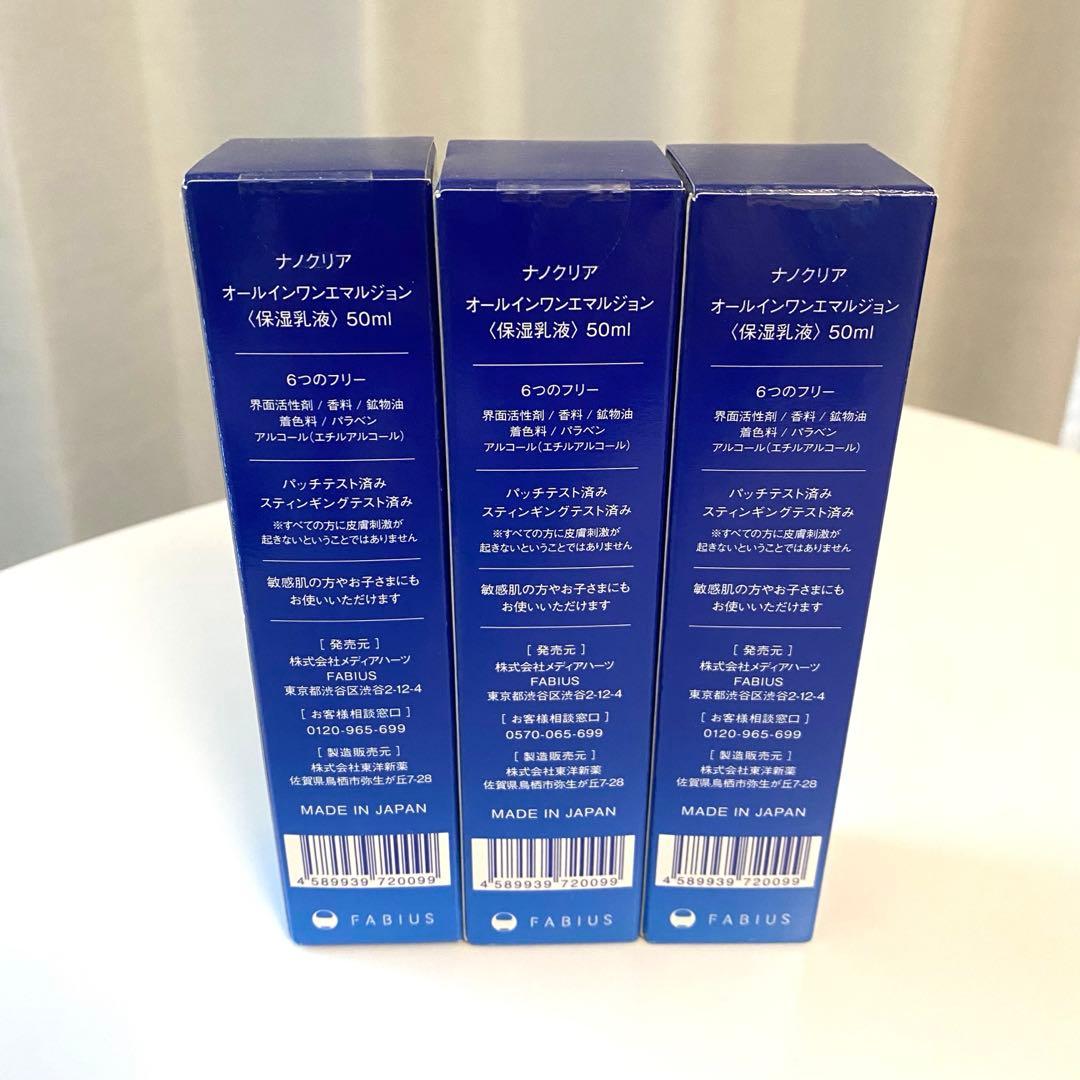 ナノクリア
オールインワンエマルジョン
〈保湿乳液〉50ml
6つのフリー
界面活性剤 / 香料 / 鉱物油
着色料 / パラベン
アルコール(エチルアルコール)
パッチテスト済み
スティンギングテスト済み
※すべての方に皮膚刺激が
起きないということではありません
敏感肌の方やお子さまにも
お使いいただけます
[ 発売元 ]
株式会社メディアハーツ
FABIUS
東京都渋谷区渋谷2-12-4
[ お客様相談窓口 ]
0120-965-699
[ 製造販売元 ]
株式会社東洋新薬
佐賀県鳥栖市弥生が丘7-28
MADE IN JAPAN
4 589939 720099
FABIUS
ナノクリア
オールインワンエマルジョン
〈保湿乳液〉50ml
6つのフリー
界面活性剤 / 香料 / 鉱物油
着色料 / パラベン
アルコール(エチルアルコール)
パッチテスト済み
スティンギングテスト済み
※すべての方に皮膚刺激が
起きないということではありません
敏感肌の方やお子さまにも
お使いいただけます
[ 発売元 ]
株式会社メディアハーツ
FABIUS
東京都渋谷区渋谷2-12-4
[ お客様相談窓口 ]
0570-065-699
[ 製造販売元 ]
株式会社東洋新薬
佐賀県鳥栖市弥生が丘7-28
MADE IN JAPAN
4 589939 720099
FABIUS
ナノクリア
オールインワンエマルジョン
〈保湿乳液〉50ml
6つのフリー
界面活性剤 / 香料 / 鉱物油
着色料 / パラベン
アルコール(エチルアルコール)
パッチテスト済み
スティンギングテスト済み
※すべての方に皮膚刺激が
起きないということではありません
敏感肌の方やお子さまにも
お使いいただけます
[ 発売元 ]
株式会社メディアハーツ
FABIUS
東京都渋谷区渋谷2-12-4
[ お客様相談窓口 ]
0120-965-699
[ 製造販売元 ]
株式会社東洋新薬
佐賀県鳥栖市弥生が丘7-28
MADE IN JAPAN
4 589939 720099
FABIUS